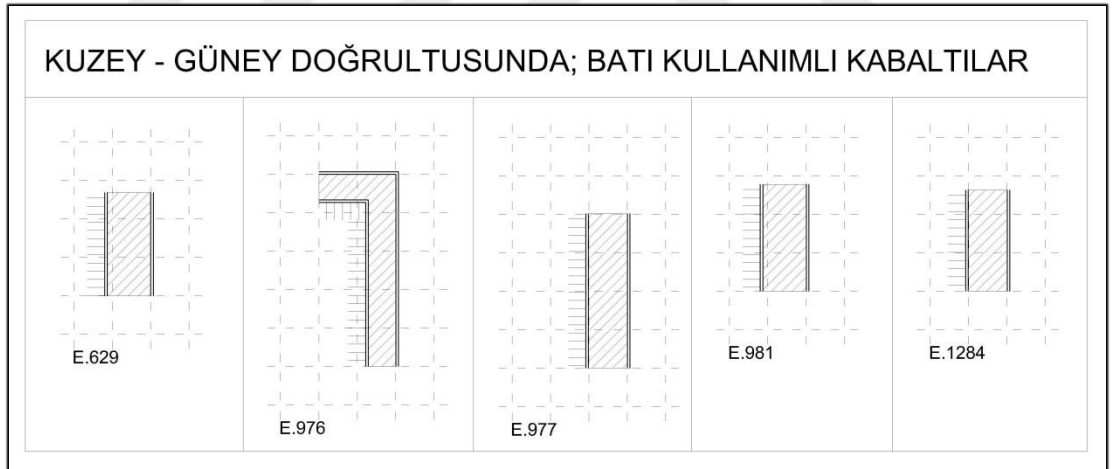 KUZEY - GÜNEY DOĞRULTUSUNDA; BATI KULLANIMLI KABALTILAR
E.629
E.976
E.977
E.981
E.1284